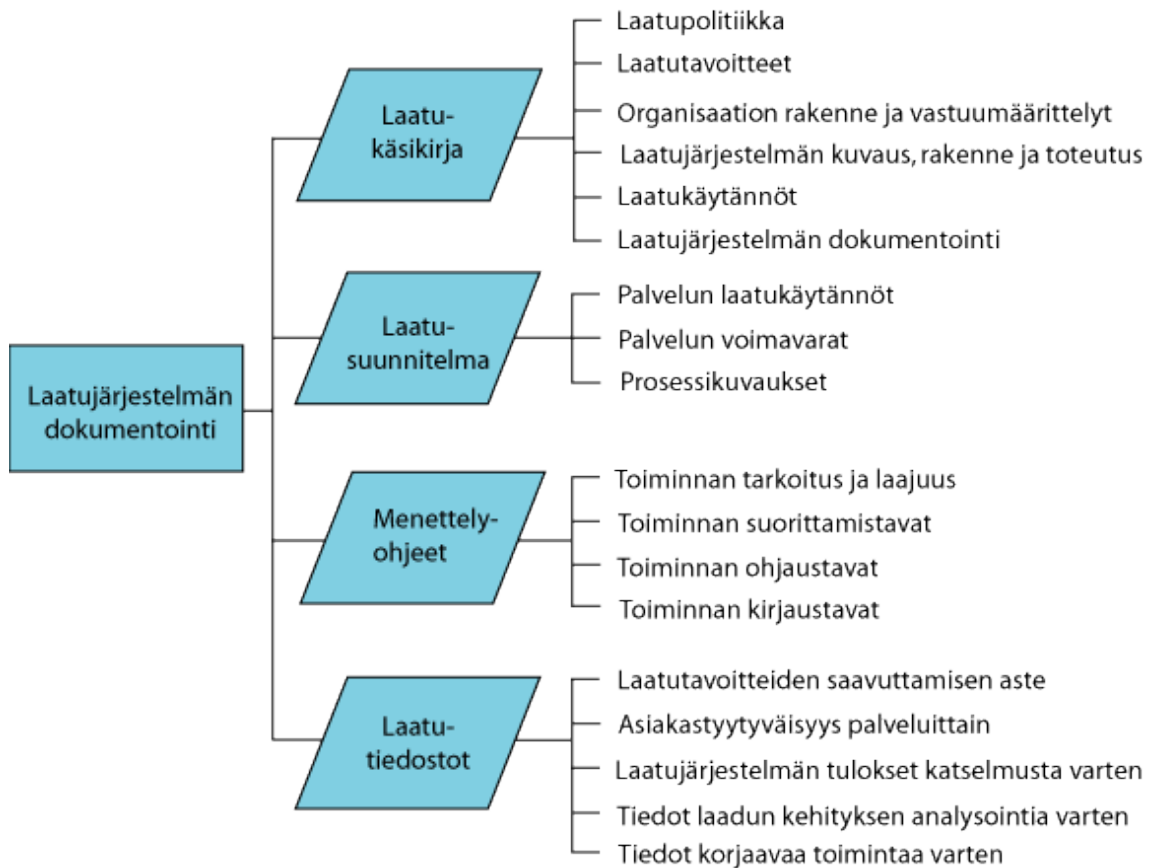 Laatujärjestelmän
dokumentointi
Laatu-
käsikirja
Laatupolitiikka
Laatutavoitteet
Organisaation rakenne ja vastuumäärittelyt
Laatujärjestelmän kuvaus, rakenne ja toteutus
Laatukäytännöt
Laatujärjestelmän dokumentointi
Laatu-
suunnitelma
Palvelun laatukäytännöt
Palvelun voimavarat
Prosessikuvaukset
Menettely-
ohjeet
Toiminnan tarkoitus ja laajuus
Toiminnan suorittamistavat
Toiminnan ohjaustavat
Toiminnan kirjaustavat
Laatu-
tiedostot
Laatutavoitteiden saavuttamisen aste
Asiakastyytyväisyys palveluittain
Laatujärjestelmän tulokset katselmusta varten
Tiedot laadun kehityksen analysointia varten
Tiedot korjaavaa toimintaa varten